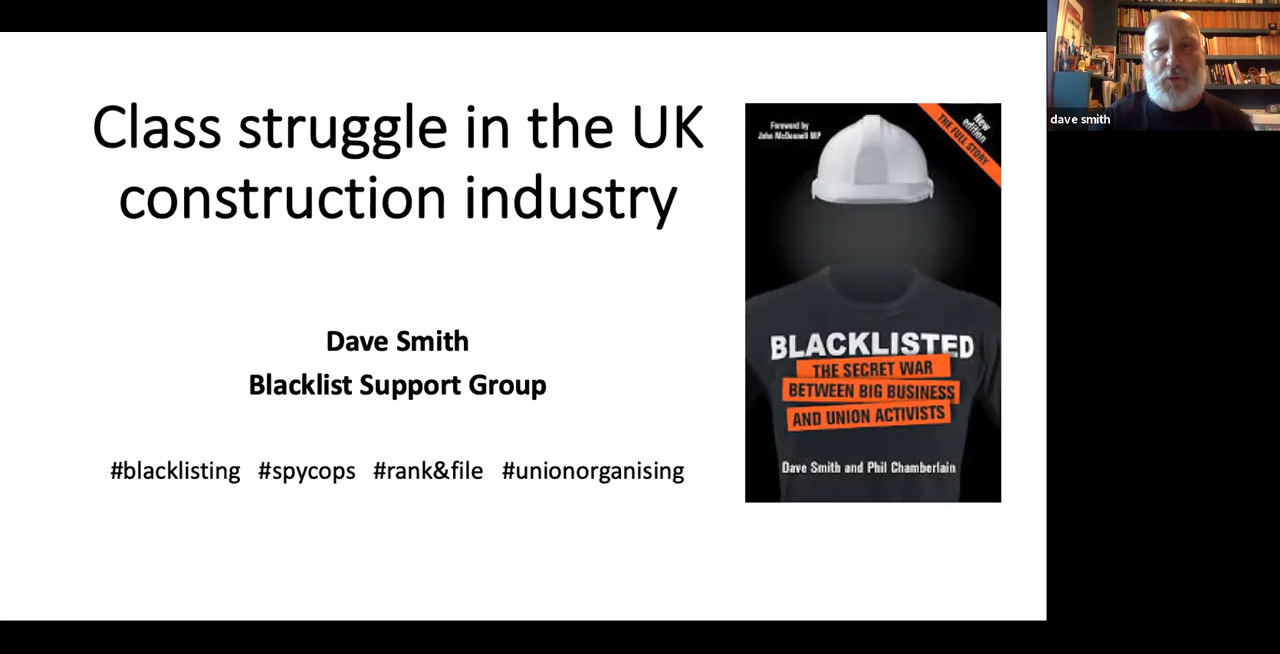 Class struggle in the UK
construction industry
Dave Smith
Blacklist Support Group
#blacklisting #spycops #rank&file #unionorganising
Foreword by
John McDonnell MP
New
edition
THE FULL STORY
BLACKLISTED
THE SECRET WAR
BETWEEN BIG BUSINESS
AND UNION ACTIVISTS
Dave Smith and Phil Chamberlain
dave smith